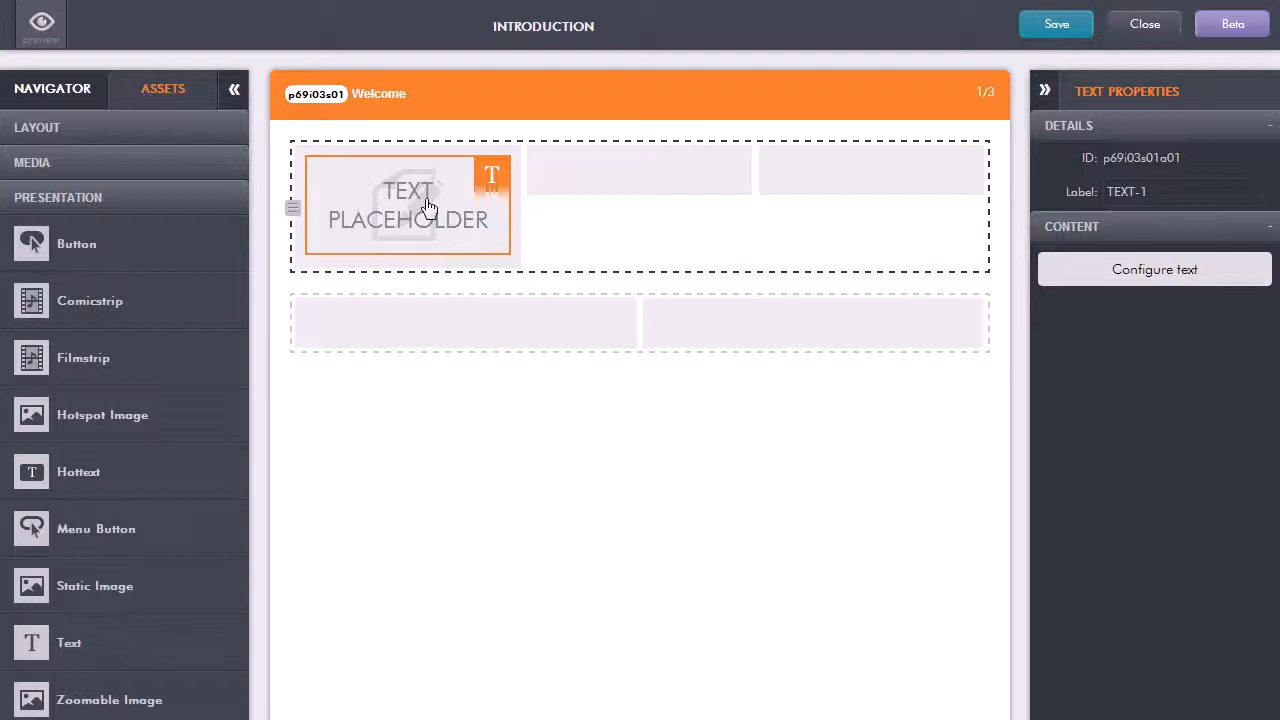 preview
INTRODUCTION
Save
Close
Beta
NAVIGATOR
ASSETS
«
LAYOUT
MEDIA
PRESENTATION
Button
Comicstrip
Filmstrip
Hotspot Image
T
Hottext
Menu Button
Static Image
T
Text
Zoomable Image
p69i03s01 Welcome
1/3
T
TEXT
PLACEHOLDER
»
TEXT PROPERTIES
DETAILS -
ID: p69i03s01a01
Label: TEXT-1
CONTENT -
Configure text